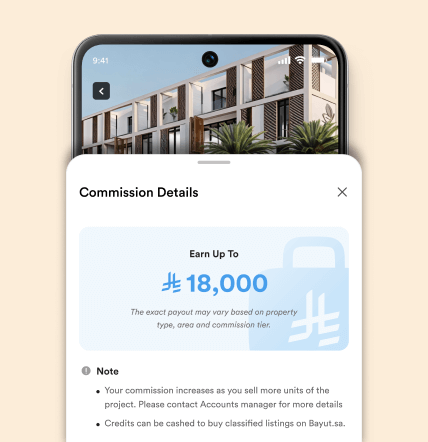 9:41
Commission Details
Earn Up To
⃁ 18,000
The exact payout may vary based on property
type, area and commission tier.
Note
• Your commission increases as you sell more units of the
project. Please contact Accounts manager for more details
• Credits can be cashed to buy classified listings on Bayut.sa.